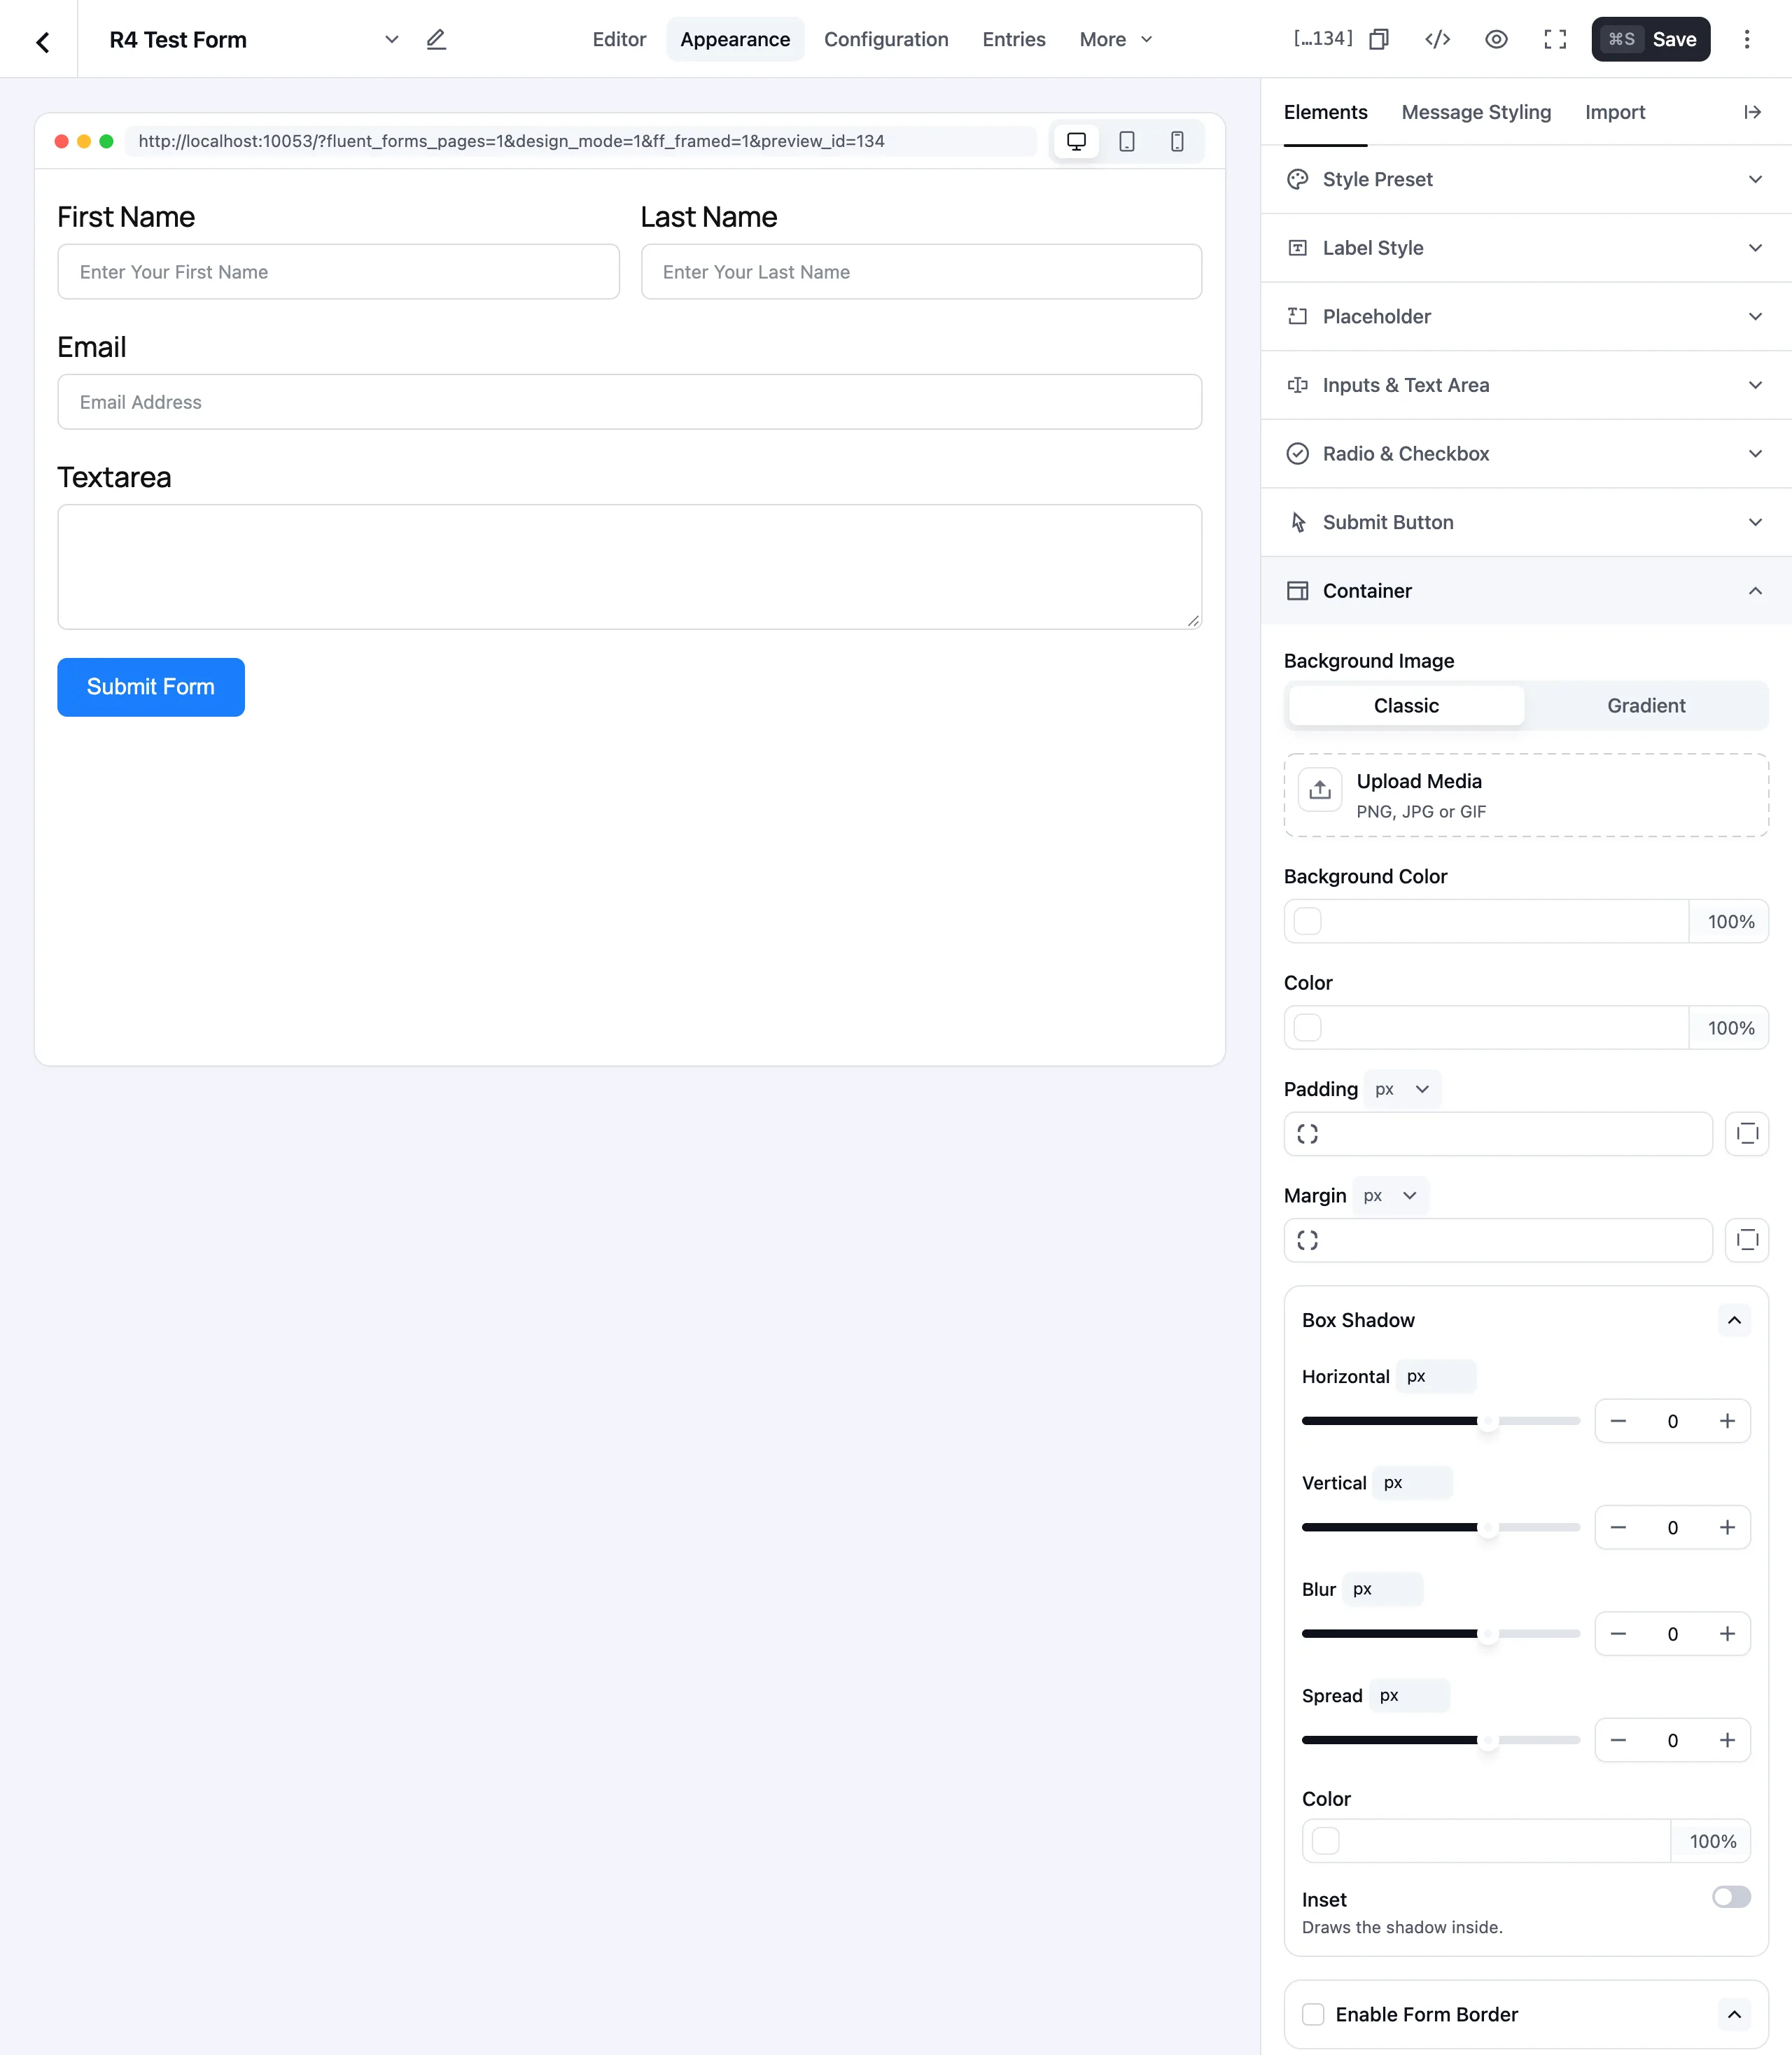 R4 Test Form
Editor
Appearance
Configuration
Entries
More
[...134]
⌘S Save
http://localhost:10053/?fluent_forms_pages=1&design_mode=1&ff_framed=1&preview_id=134
First Name
Last Name
Enter Your First Name
Enter Your Last Name
Email
Email Address
Textarea
Submit Form
Elements
Message Styling
Import
Style Preset
Label Style
Placeholder
Inputs & Text Area
Radio & Checkbox
Submit Button
Container
Background Image
Classic
Gradient
Upload Media
PNG, JPG or GIF
Background Color
100%
Color
100%
Padding px
Margin px
Box Shadow
Horizontal px
0
Vertical px
0
Blur px
0
Spread px
0
Color
100%
Inset
Draws the shadow inside.
Enable Form Border